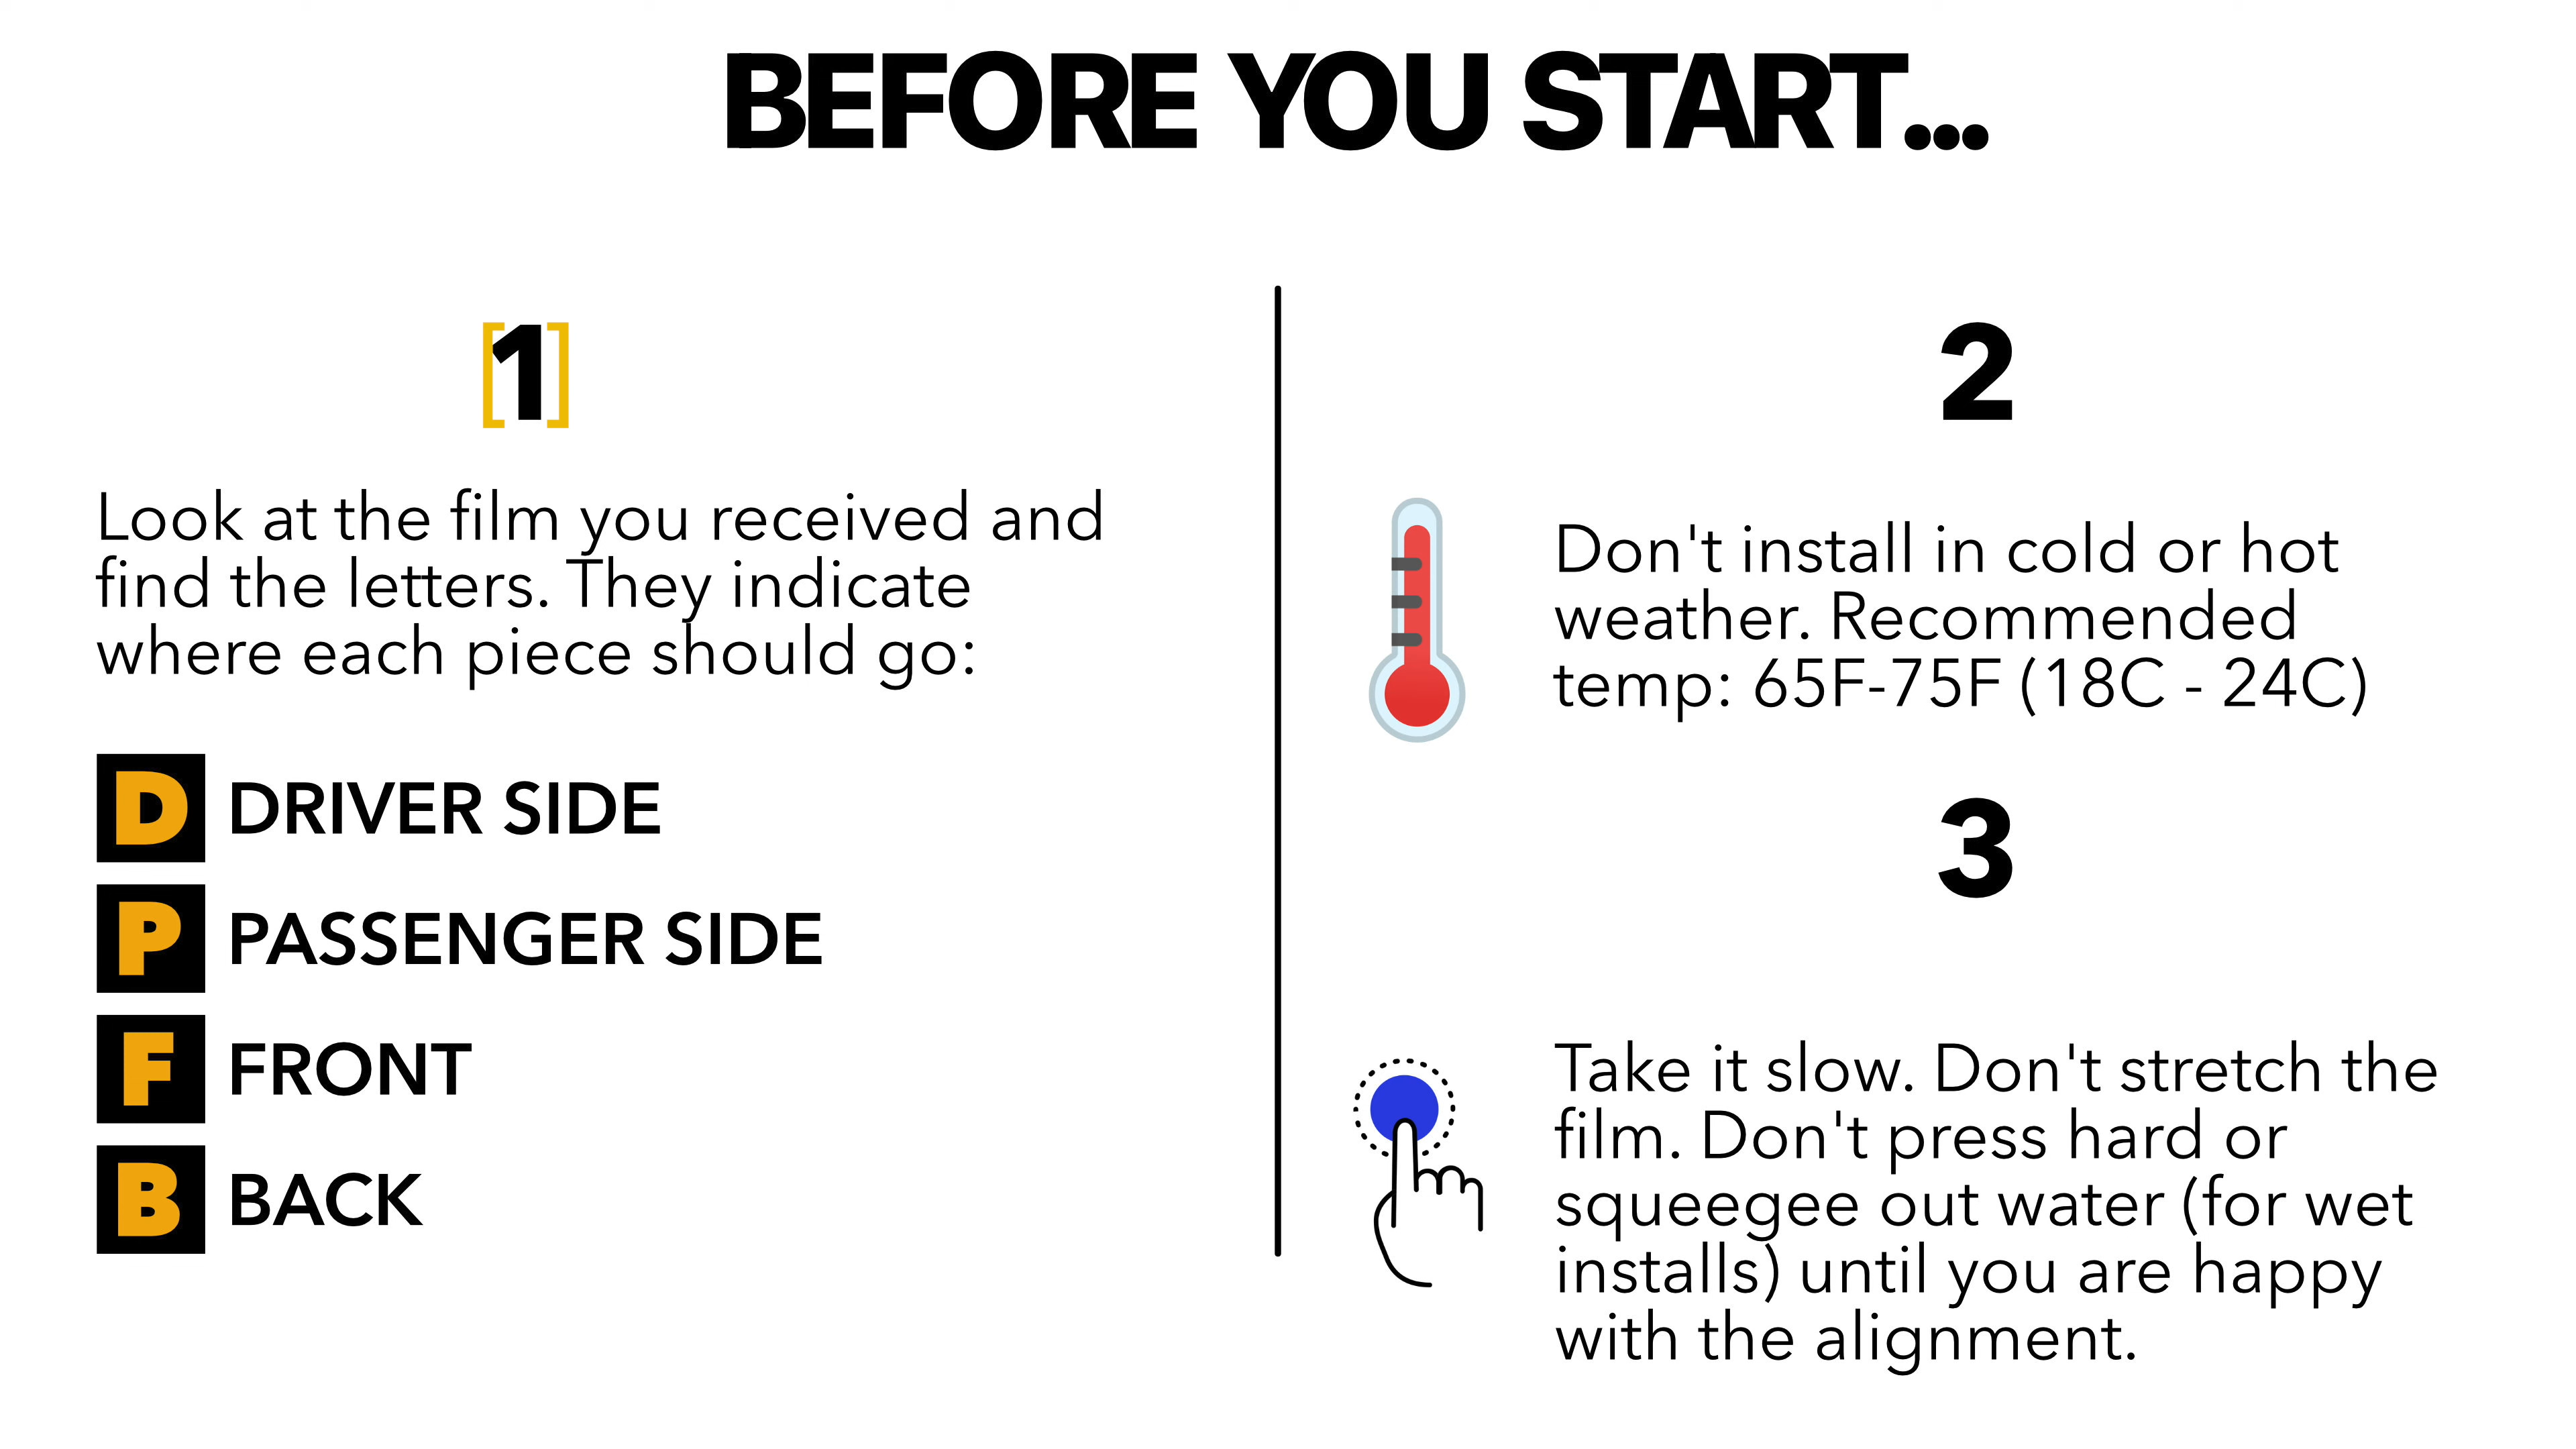 BEFORE YOU START...
[1]
Look at the film you received and
find the letters. They indicate
where each piece should go:
D DRIVER SIDE
P PASSENGER SIDE
F FRONT
B BACK
2
Don't install in cold or hot
weather. Recommended
temp: 65F-75F (18C - 24C)
3
Take it slow. Don't stretch the
film. Don't press hard or
squeegee out water (for wet
installs) until you are happy
with the alignment.